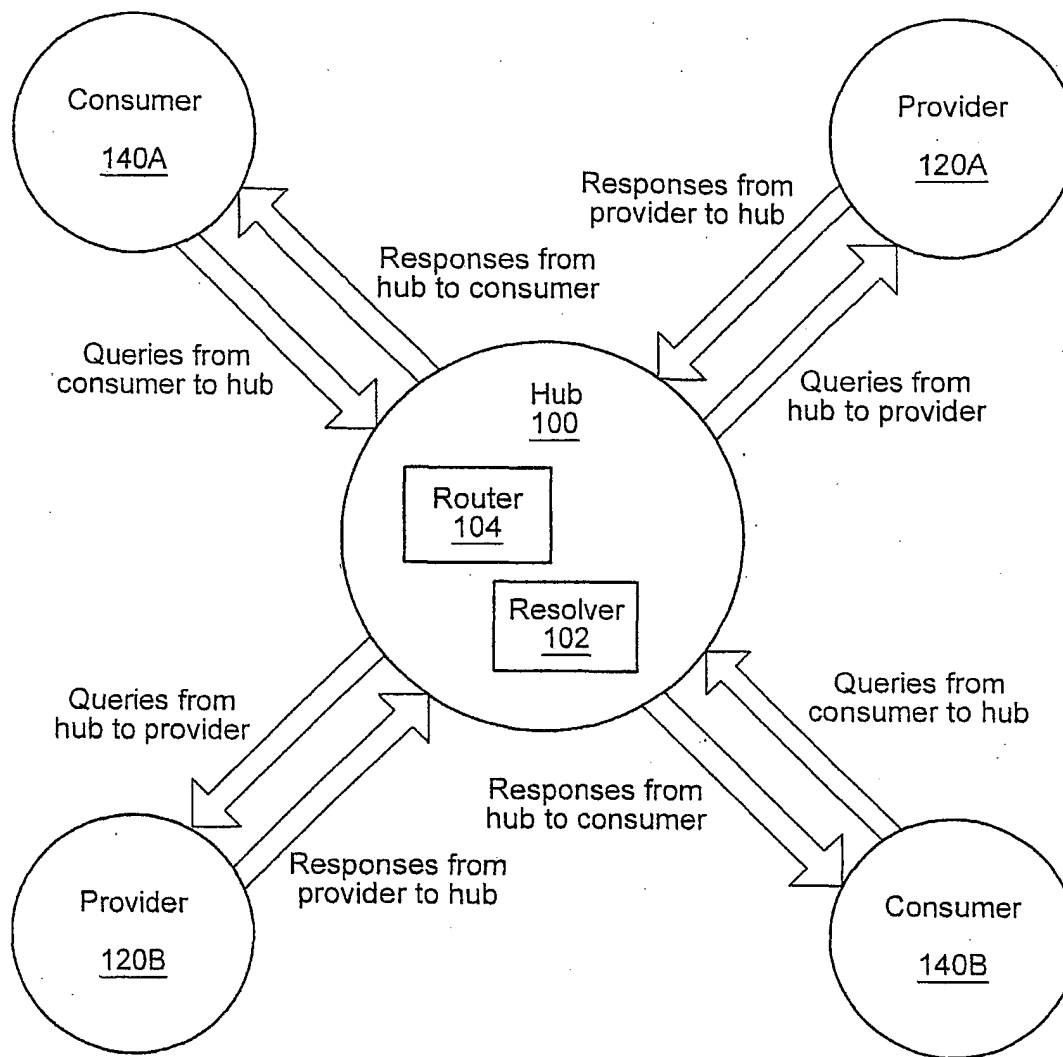 Consumer
140A
Provider
120A
Responses from
provider to hub
Responses from
hub to consumer
Queries from
consumer to hub
Queries from
hub to provider
Hub
100
Router
104
Resolver
102
Queries from
hub to provider
Queries from
consumer to hub
Responses from
hub to consumer
Responses from
provider to hub
Provider
120B
Consumer
140B